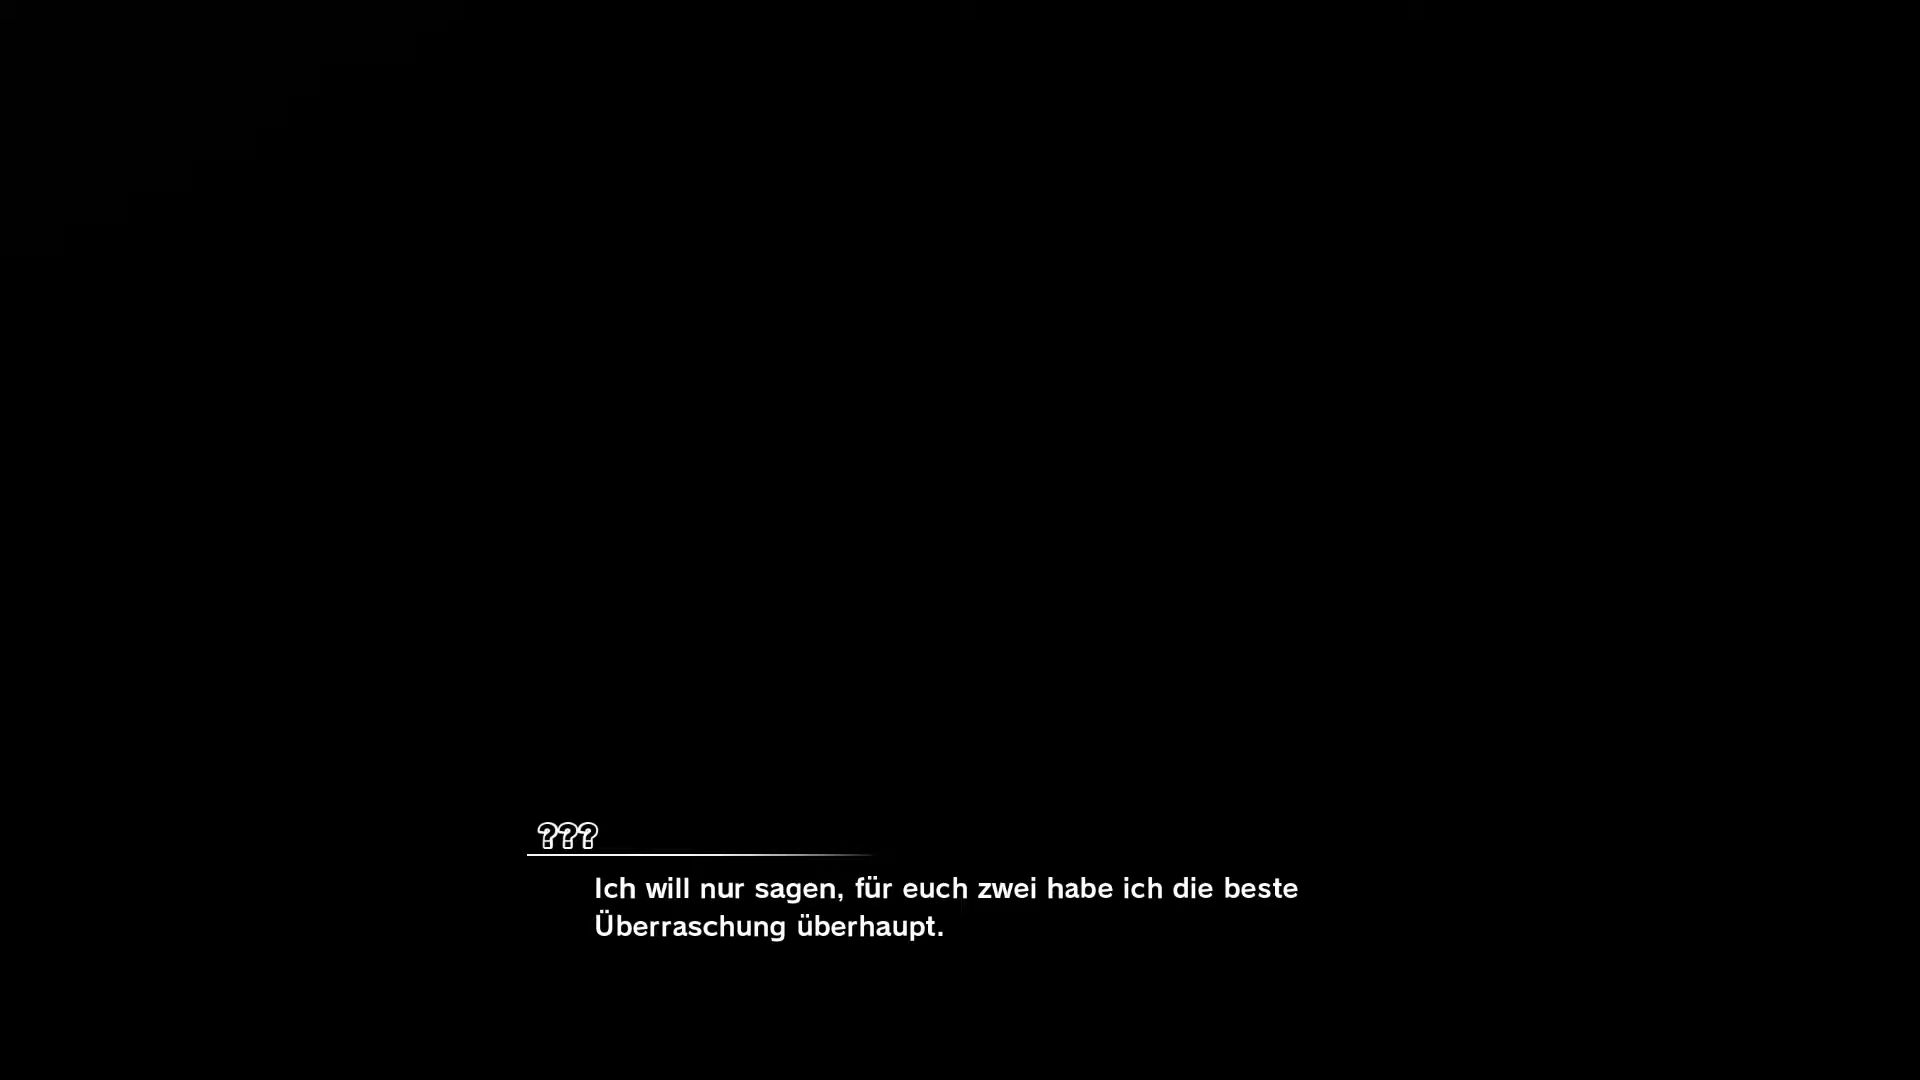 ???
Ich will nur sagen, für euch zwei habe ich die beste
Überraschung überhaupt.